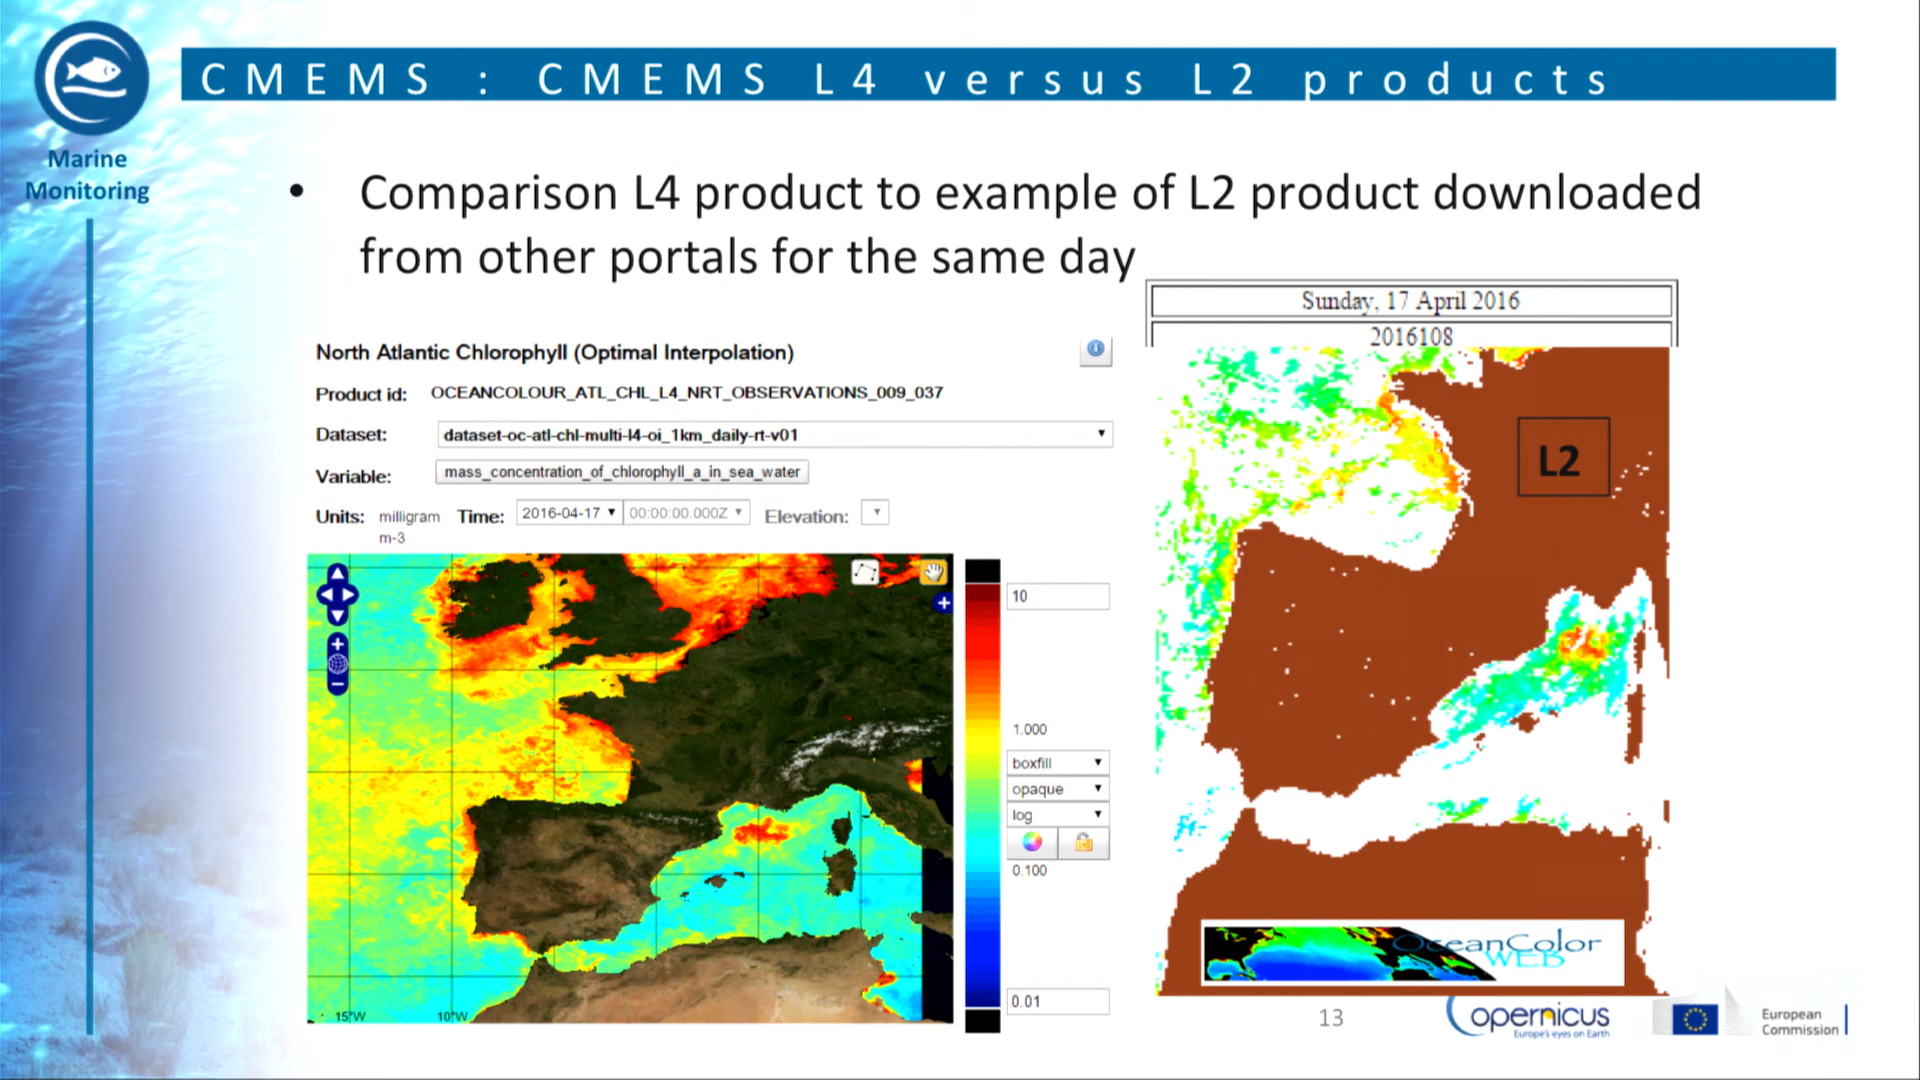 CMEMS : CMEMS L4 versus L2 products
Marine
Monitoring
• Comparison L4 product to example of L2 product downloaded
from other portals for the same day
Sunday, 17 April 2016
2016108
North Atlantic Chlorophyll (Optimal Interpolation)
Product id: OCEANCOLOUR_ATL_CHL_L4_NRT_OBSERVATIONS_009_037
Dataset: dataset-oc-atl-chl-multi-l4-oi_1km_daily-rt-v01
Variable: mass_concentration_of_chlorophyll_a_in_sea_water
Units: milligram m-3 Time: 2016-04-17 00:00:00.000Z Elevation:
10
1.000
boxfill
opaque
log
0.100
0.01
15°W 10°W
L2
OceanColor
WEB
13
opernicus
Europe's eyes on Earth
European
Commission